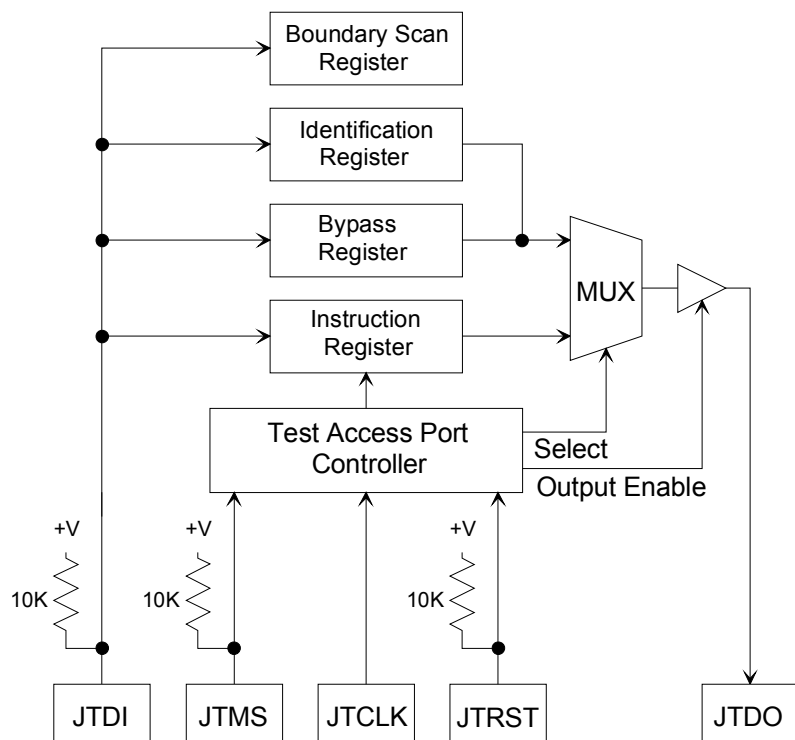 Boundary Scan
Register
Identification
Register
Bypass
Register
MUX
Instruction
Register
Test Access Port
Controller
Select
Output Enable
+V
+V
+V
10K
10K
10K
JTDI
JTMS
JTCLK
JTRST
JTDO